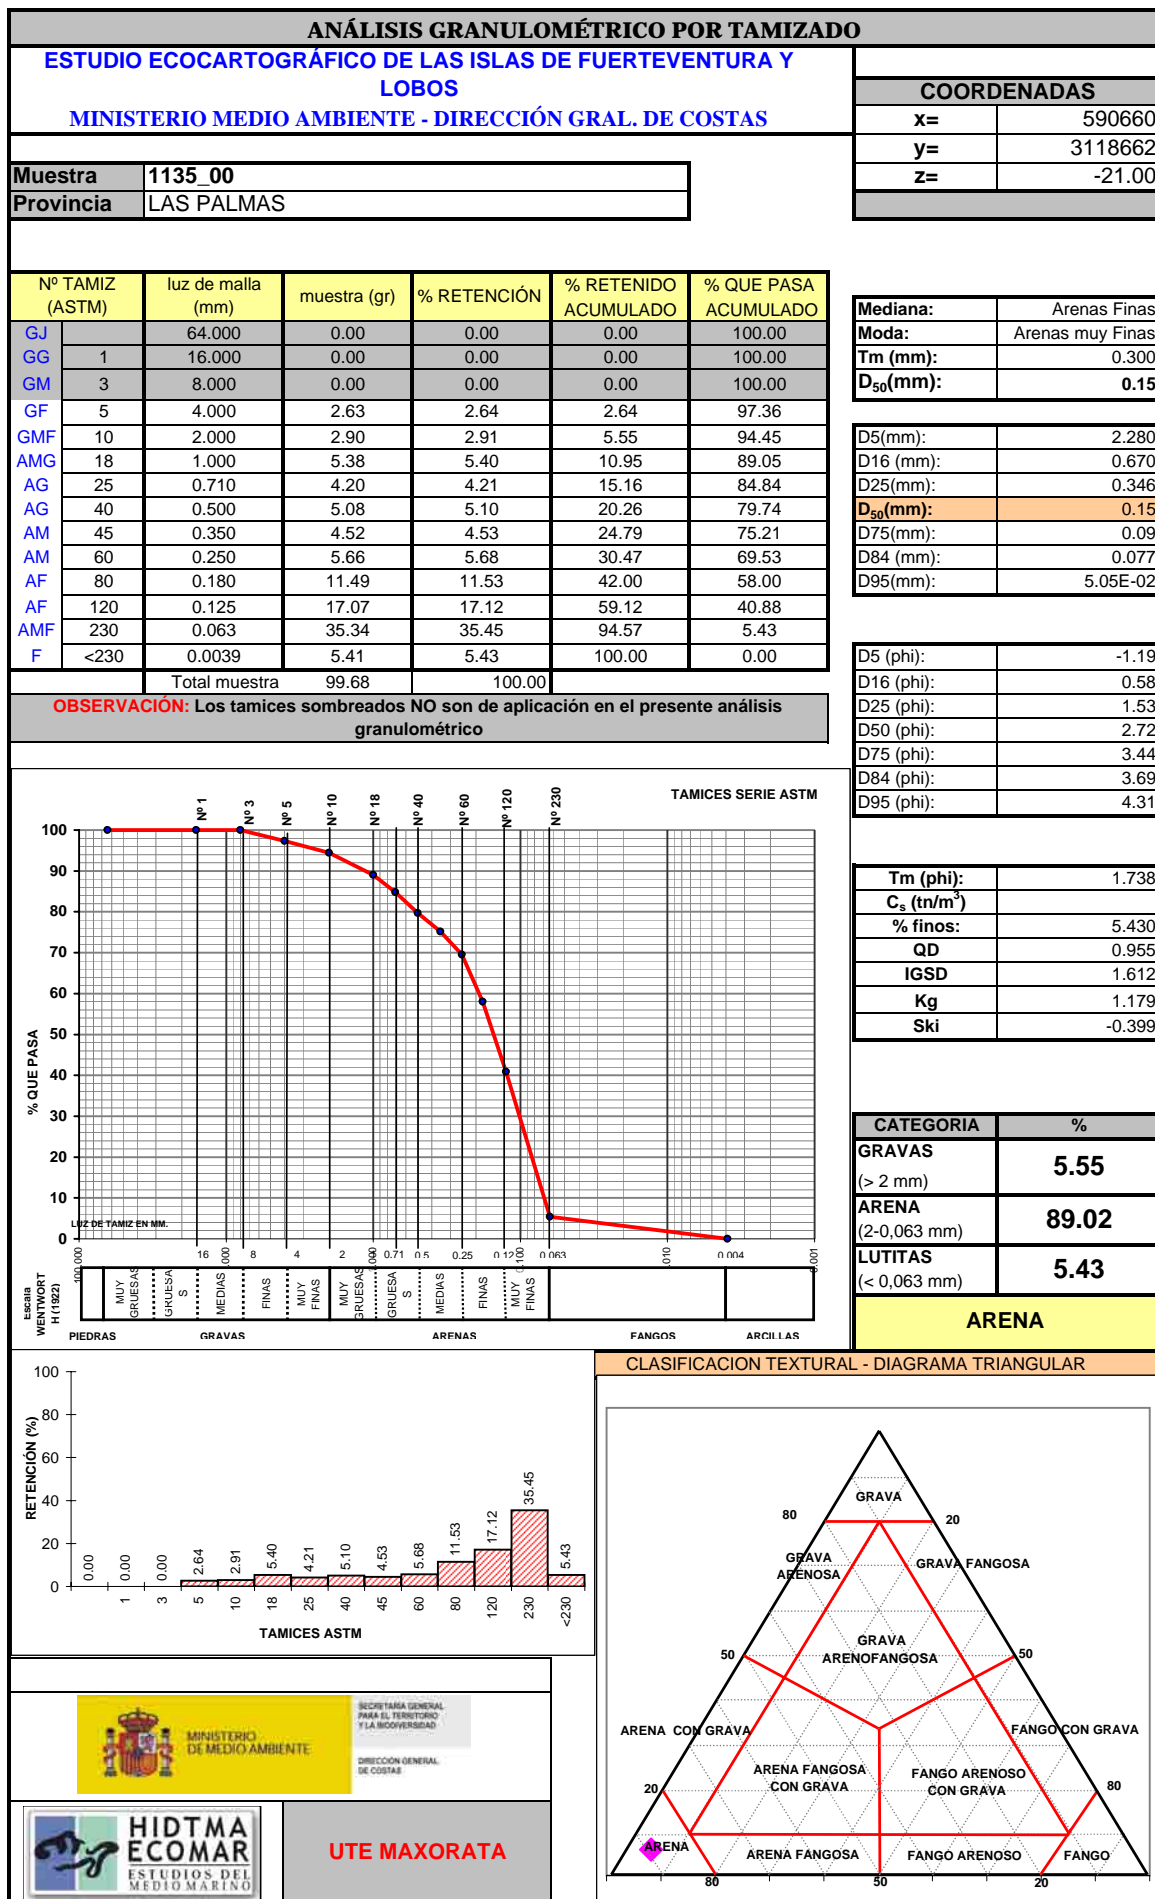 ANÁLISIS GRANULOMÉTRICO POR TAMIZADO
ESTUDIO ECOCARTOGRÁFICO DE LAS ISLAS DE FUERTEVENTURA Y
LOBOS
MINISTERIO MEDIO AMBIENTE - DIRECCIÓN GRAL. DE COSTAS
COORDENADAS
x= 590660
y= 3118662
z= -21.00
Muestra 1135_00
Provincia LAS PALMAS
Nº TAMIZ (ASTM) luz de malla (mm) muestra (gr) % RETENCIÓN % RETENIDO ACUMULADO % QUE PASA ACUMULADO
GJ 64.000 0.00 0.00 0.00 100.00
GG 1 16.000 0.00 0.00 0.00 100.00
GM 3 8.000 0.00 0.00 0.00 100.00
GF 5 4.000 2.63 2.64 2.64 97.36
GMF 10 2.000 2.90 2.91 5.55 94.45
AMG 18 1.000 5.38 5.40 10.95 89.05
AG 25 0.710 4.20 4.21 15.16 84.84
AG 40 0.500 5.08 5.10 20.26 79.74
AM 45 0.350 4.52 4.53 24.79 75.21
AM 60 0.250 5.66 5.68 30.47 69.53
AF 80 0.180 11.49 11.53 42.00 58.00
AF 120 0.125 17.07 17.12 59.12 40.88
AMF 230 0.063 35.34 35.45 94.57 5.43
F <230 0.0039 5.41 5.43 100.00 0.00
Total muestra 99.68 100.00
OBSERVACIÓN: Los tamices sombreados NO son de aplicación en el presente análisis
granulométrico
Mediana: Arenas Finas
Moda: Arenas muy Finas
Tm (mm): 0.300
D50(mm): 0.15
D5(mm): 2.280
D16 (mm): 0.670
D25(mm): 0.346
D50(mm): 0.15
D75(mm): 0.09
D84 (mm): 0.077
D95(mm): 5.05E-02
D5 (phi): -1.19
D16 (phi): 0.58
D25 (phi): 1.53
D50 (phi): 2.72
D75 (phi): 3.44
D84 (phi): 3.69
D95 (phi): 4.31
Tm (phi): 1.738
Cs (tn/m3)
% finos: 5.430
QD 0.955
IGSD 1.612
Kg 1.179
Ski -0.399
CATEGORIA %
GRAVAS (> 2 mm) 5.55
ARENA (2-0,063 mm) 89.02
LUTITAS (< 0,063 mm) 5.43
ARENA
TAMICES SERIE ASTM
Nº 1 Nº 3 Nº 5 Nº 10 Nº 18 Nº 40 Nº 60 Nº 120 Nº 230
% QUE PASA
100
90
80
70
60
50
40
30
20
10
0
LUZ DE TAMIZ EN MM.
16 8 4 2 0.71 0.5 0.25 0.12 0.063 0.004
100.000 0.100
Escala
WENTWORT
H (1922)
MUY GRUESAS GRUESA S MEDIAS FINAS MUY FINAS MUY GRUESAS GRUESA S MEDIAS FINAS MUY FINAS
PIEDRAS GRAVAS ARENAS FANGOS ARCILLAS
RETENCIÓN (%)
100
80
60
40
20
0
0.00 0.00 0.00 2.64 2.91 5.40 4.21 5.10 4.53 5.68 11.53 17.12 35.45 5.43
1 3 5 10 18 25 40 45 60 80 120 230 <230
TAMICES ASTM
CLASIFICACION TEXTURAL - DIAGRAMA TRIANGULAR
GRAVA
80 20
GRAVA ARENOSA
GRAVA FANGOSA
GRAVA
ARENOFANGOSA
50 50
ARENA CON GRAVA
FANGO CON GRAVA
ARENA FANGOSA
CON GRAVA
FANGO ARENOSO
CON GRAVA
20 80
ARENA
ARENA FANGOSA
FANGO ARENOSO
FANGO
80 50 20
MINISTERIO
DE MEDIO AMBIENTE
SECRETARÍA GENERAL
PARA EL TERRITORIO
Y LA BIODIVERSIDAD
DIRECCIÓN GENERAL
DE COSTAS
HIDTMA
ECOMAR
ESTUDIOS DEL
MEDIO MARINO
UTE MAXORATA